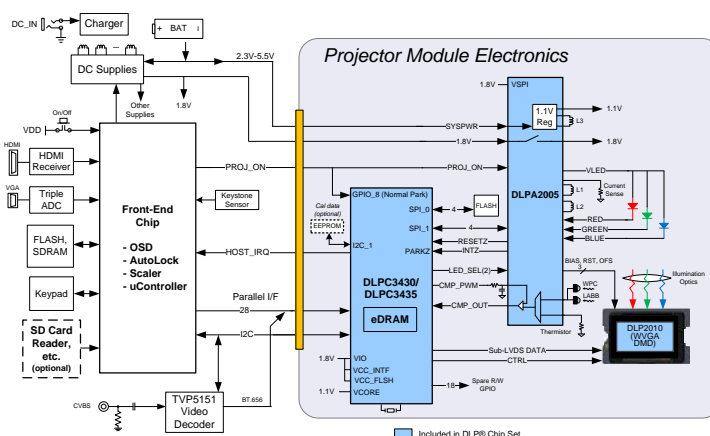 DC_IN
Charger
+ BAT
DC Supplies
2.3V-5.5V
Other
Supplies
1.8V
On/Off
VDD
HDMI
HDMI
Receiver
VGA
Triple
ADC
FLASH,
SDRAM
Keypad
SD Card
Reader,
etc.
(optional)
CVBS
Front-End
Chip
- OSD
- AutoLock
- Scaler
- uController
TVP5151
Video
Decoder
BT.656
PROJ_ON
Keystone
Sensor
HOST_IRQ
Parallel I/F
28
I2C
Projector Module Electronics
SYSPWR
1.8V
PROJ_ON
GPIO_8 (Normal Park)
Cal data
(optional)
EEPROM
I2C_1
SPI_0
4
FLASH
SPI_1
4
RESETZ
PARKZ
INTZ
DLPC3430/
DLPC3435
eDRAM
LED_SEL(2)
CMP_PWM
CMP_OUT
1.8V
VIO
VCC_INTF
VCC_FLSH
1.1V
VCORE
18
Spare R/W
GPIO
Sub-LVDS DATA
CTRL
1.8V
VSPI
1.1V
Reg
L3
1.1V
1.8V
DLPA2005
VLED
L1
L2
Current
Sense
RED
GREEN
BLUE
BIAS, RST, OFS
3
WPC
LABB
Thermistor
Illumination
Optics
DLP2010
(WVGA
DMD)
Included in DLP® Chip Set